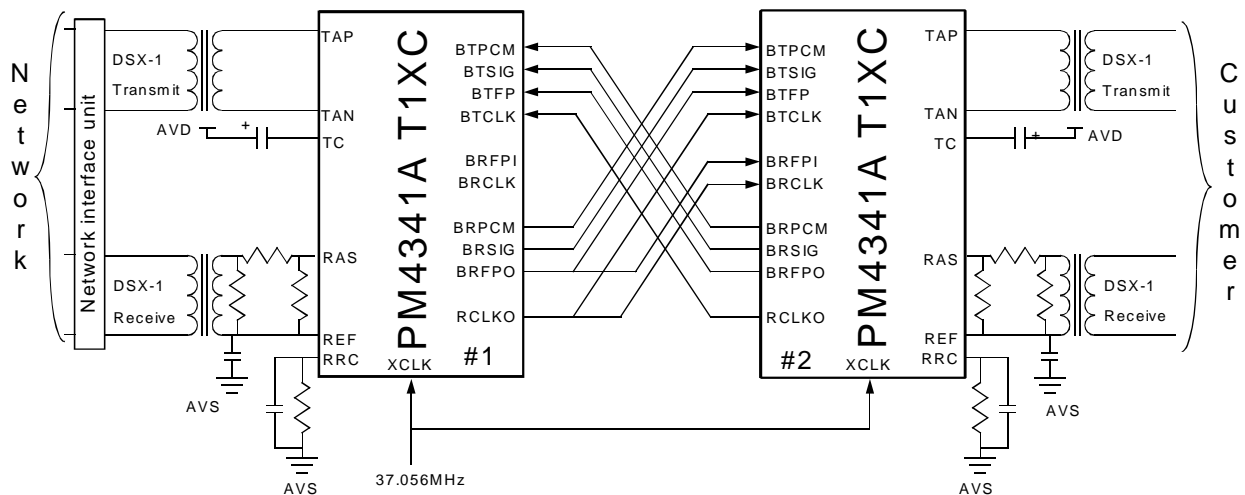 Network
Network interface unit
DSX-1
Transmit
AVD
+
DSX-1
Receive
AVS
AVS
TAP
TAN
TC
RAS
REF
RRC
XCLK
PM4341A T1XC
#1
BTPCM
BTSIG
BTFP
BTCLK
BRFPI
BRCLK
BRPCM
BRSIG
BRFPO
RCLKO
37.056MHz
BTPCM
BTSIG
BTFP
BTCLK
BRFPI
BRCLK
BRPCM
BRSIG
BRFPO
RCLKO
PM4341A T1XC
#2
XCLK
TAP
TAN
TC
RAS
REF
RRC
DSX-1
Transmit
+
AVD
DSX-1
Receive
AVS
AVS
Customer